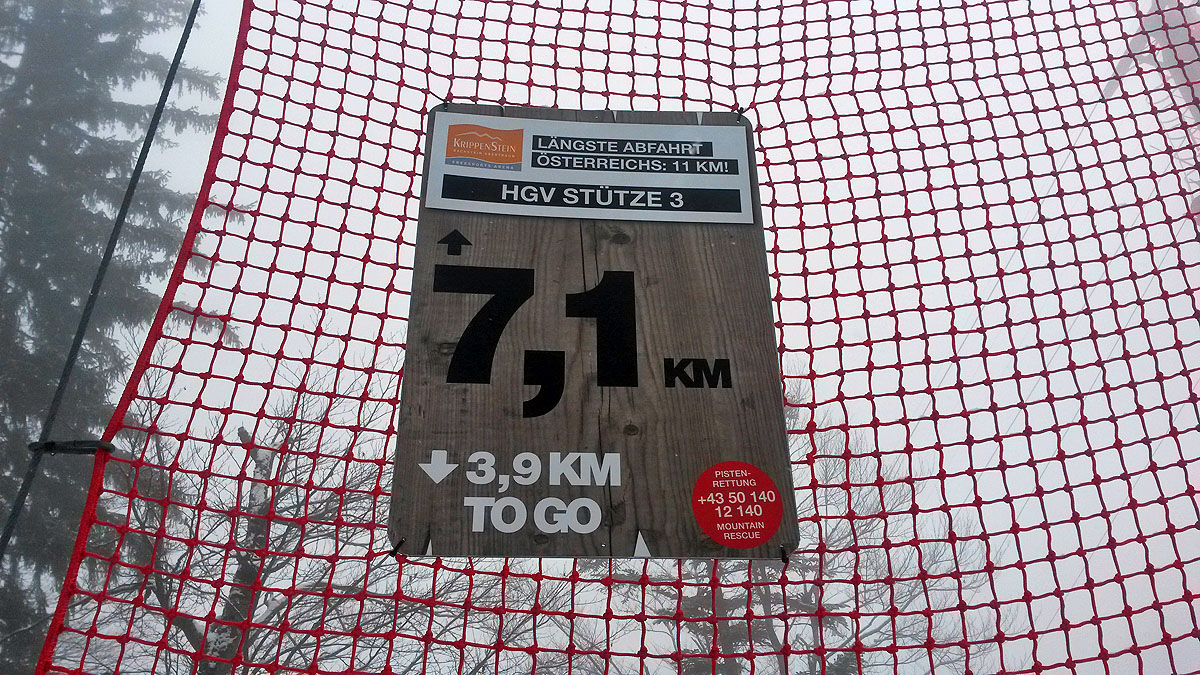 KRIPPENSTEIN
LÄNGSTE ABFAHRT
ÖSTERREICHS: 11 KM!
HGV STÜTZE 3
7,1 KM
3,9 KM
TO GO
PISTEN-
RETTUNG
+43 50 140
12 140
MOUNTAIN
RESCUE